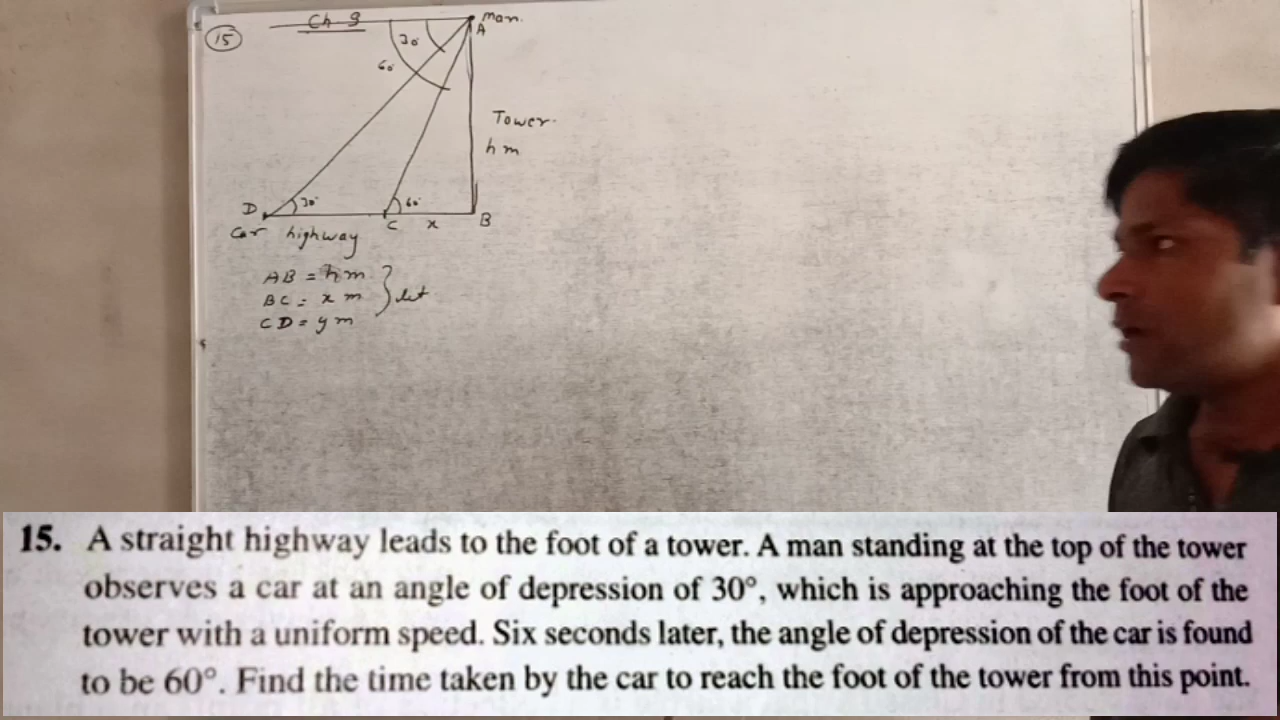 15
Ch-9
Man.
A
30°
60°
Tower.
h m
D
30°
60°
C
x
B
Car highway
AB = h m
BC = x m
CD = y m
} let
15. A straight highway leads to the foot of a tower. A man standing at the top of the tower
observes a car at an angle of depression of 30°, which is approaching the foot of the
tower with a uniform speed. Six seconds later, the angle of depression of the car is found
to be 60°. Find the time taken by the car to reach the foot of the tower from this point.